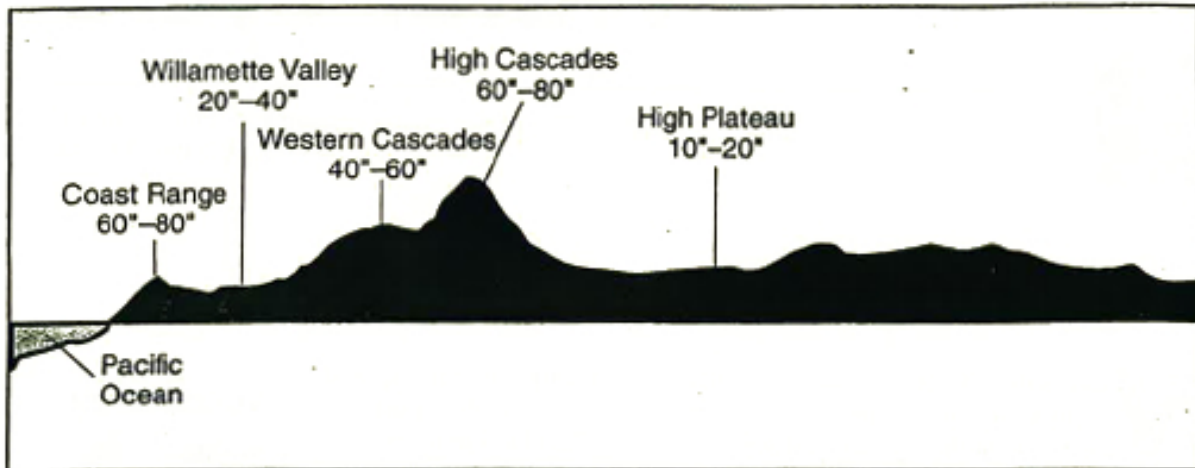 Willamette Valley
20"–40"
High Cascades
60"–80"
Western Cascades
40"–60"
High Plateau
10"–20"
Coast Range
60"–80"
Pacific
Ocean